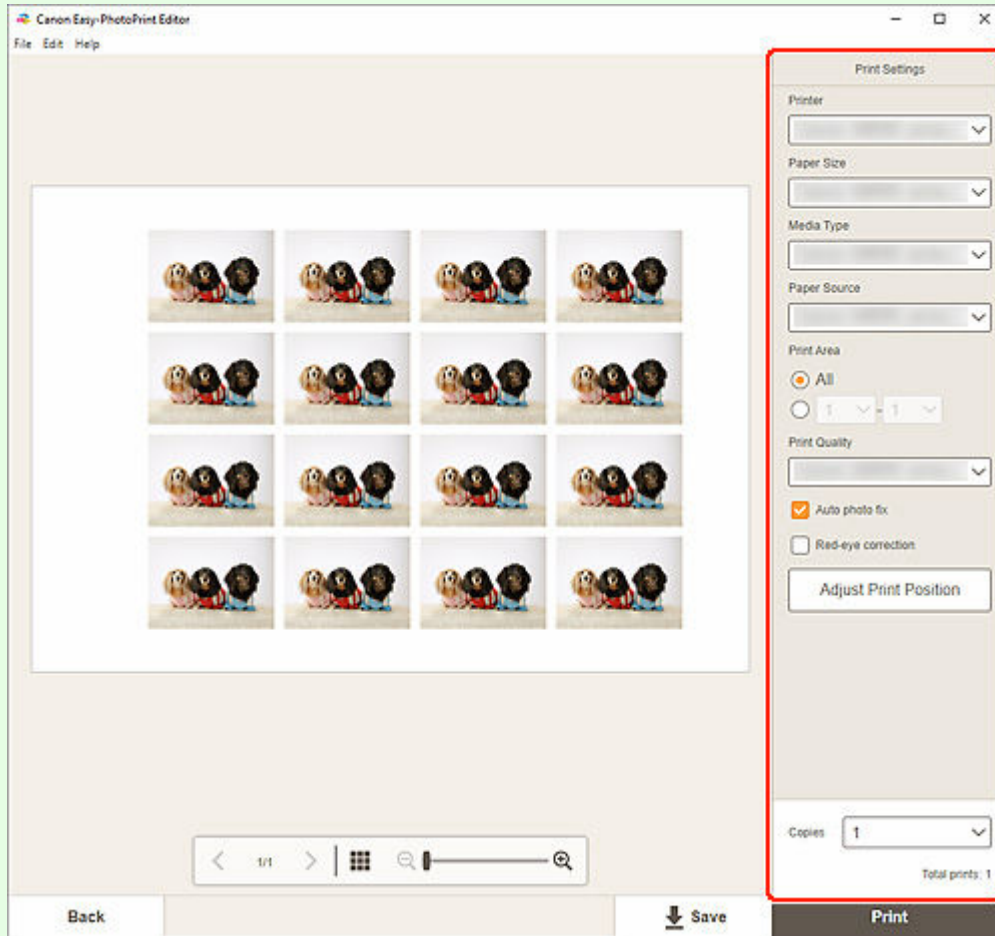 Canon Easy-PhotoPrint Editor
File Edit Help
Print Settings
Printer
Paper Size
Media Type
Paper Source
Print Area
All
1 - 1
Print Quality
Auto photo fix
Red-eye correction
Adjust Print Position
1/1
Copies 1
Total prints: 1
Back
Save
Print